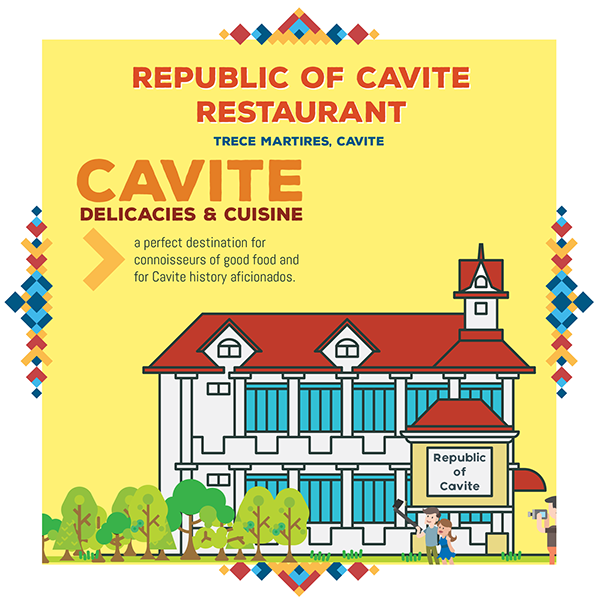 REPUBLIC OF CAVITE
RESTAURANT
TRECE MARTIRES, CAVITE
CAVITE
DELICACIES & CUISINE
a perfect destination for
connoisseurs of good food and
for Cavite history aficionados.
Republic
of
Cavite